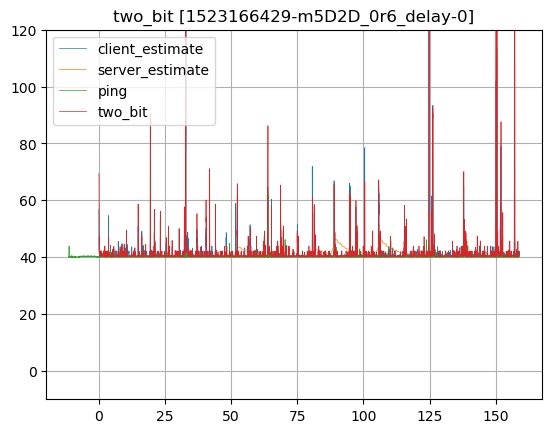 two_bit [1523166429-m5D2D_0r6_delay-0]
client_estimate
server_estimate
ping
two_bit
120
100
80
60
40
20
0
0 25 50 75 100 125 150